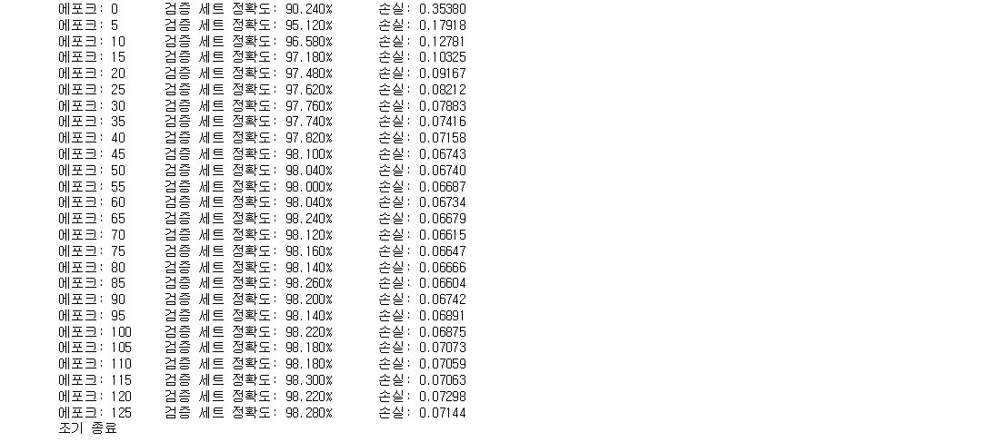 에포크: 0 검증 세트 정확도: 90.240% 손실: 0.35380
에포크: 5 검증 세트 정확도: 95.120% 손실: 0.17918
에포크: 10 검증 세트 정확도: 96.580% 손실: 0.12781
에포크: 15 검증 세트 정확도: 97.180% 손실: 0.10325
에포크: 20 검증 세트 정확도: 97.480% 손실: 0.09167
에포크: 25 검증 세트 정확도: 97.620% 손실: 0.08212
에포크: 30 검증 세트 정확도: 97.760% 손실: 0.07883
에포크: 35 검증 세트 정확도: 97.740% 손실: 0.07416
에포크: 40 검증 세트 정확도: 97.820% 손실: 0.07158
에포크: 45 검증 세트 정확도: 98.100% 손실: 0.06743
에포크: 50 검증 세트 정확도: 98.040% 손실: 0.06740
에포크: 55 검증 세트 정확도: 98.000% 손실: 0.06687
에포크: 60 검증 세트 정확도: 98.040% 손실: 0.06734
에포크: 65 검증 세트 정확도: 98.240% 손실: 0.06679
에포크: 70 검증 세트 정확도: 98.120% 손실: 0.06615
에포크: 75 검증 세트 정확도: 98.160% 손실: 0.06647
에포크: 80 검증 세트 정확도: 98.140% 손실: 0.06666
에포크: 85 검증 세트 정확도: 98.260% 손실: 0.06604
에포크: 90 검증 세트 정확도: 98.200% 손실: 0.06742
에포크: 95 검증 세트 정확도: 98.140% 손실: 0.06891
에포크: 100 검증 세트 정확도: 98.220% 손실: 0.06875
에포크: 105 검증 세트 정확도: 98.180% 손실: 0.07073
에포크: 110 검증 세트 정확도: 98.180% 손실: 0.07059
에포크: 115 검증 세트 정확도: 98.300% 손실: 0.07063
에포크: 120 검증 세트 정확도: 98.220% 손실: 0.07298
에포크: 125 검증 세트 정확도: 98.280% 손실: 0.07144
조기 종료